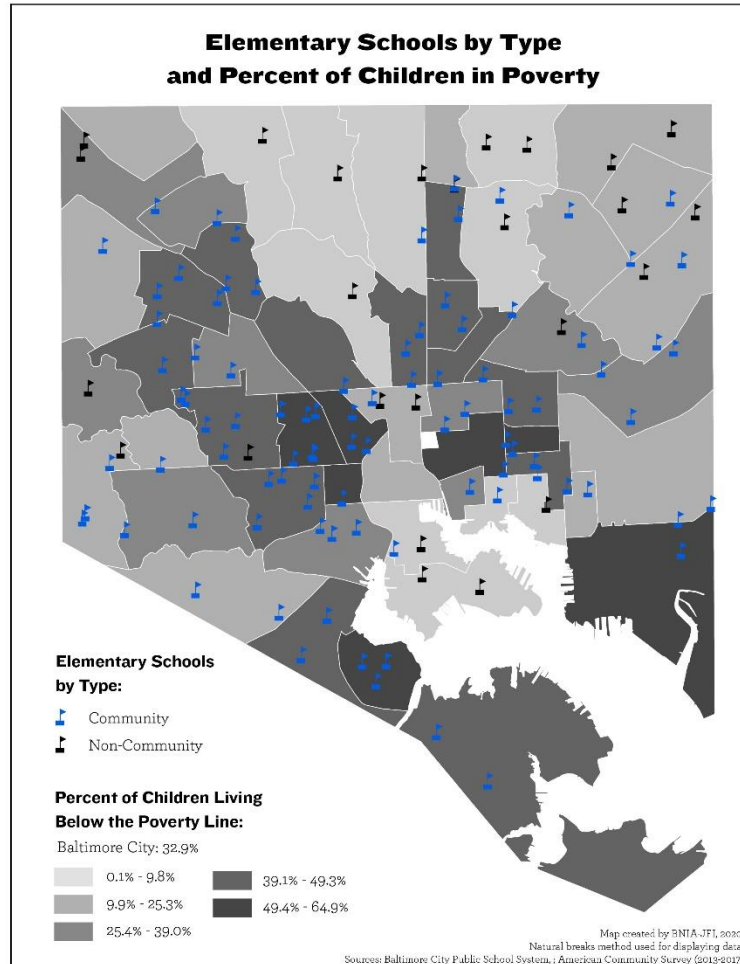 Elementary Schools by Type
and Percent of Children in Poverty
Elementary Schools
by Type:
Community
Non-Community
Percent of Children Living
Below the Poverty Line:
Baltimore City: 32.9%
0.1% - 9.8%
9.9% - 25.3%
25.4% - 39.0%
39.1% - 49.3%
49.4% - 64.9%
Map created by BNIA-JFI, 2020
Natural breaks method used for displaying data
Sources: Baltimore City Public School System, ; American Community Survey (2013-2017